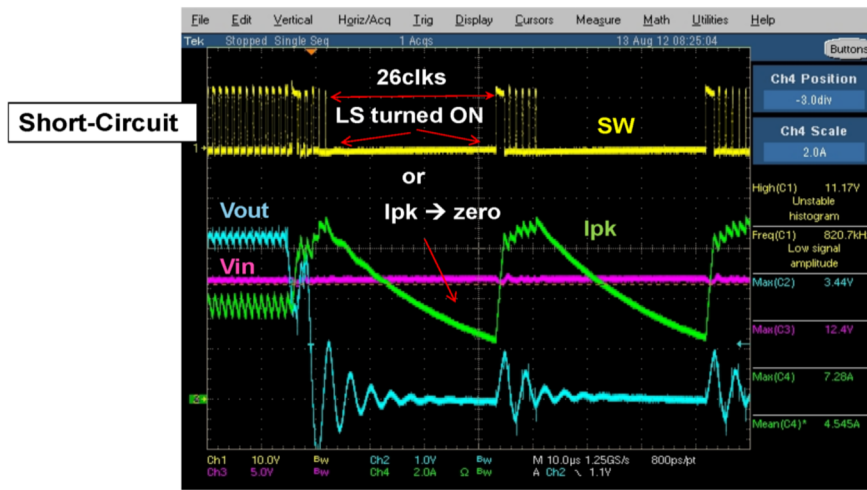 File Edit Vertical Horiz/Acq Trig Display Cursors Measure Math Utilities Help
Tek Stopped Single Seq 1 Acqs 13 Aug 12 08:25:04
Buttons
Ch4 Position
-3.0div
Ch4 Scale
2.0A
26clks
LS turned ON
Short-Circuit
SW
1
or
Ipk → zero
Vout
Ipk
Vin
High(C1) 11.17V
Unstable
histogram
Freq(C1) 820.7kH
Low signal
amplitude
Max(C2) 3.44V
Max(C3) 12.4V
Max(C4) 7.28A
Mean(C4)* 4.545A
Ch1 10.0V Bw Ch2 1.0V Bw M 10.0µs 1.25GS/s 800ps/pt
Ch3 5.0V Bw Ch4 2.0A Ω Bw A Ch2 ∖ 1.1V